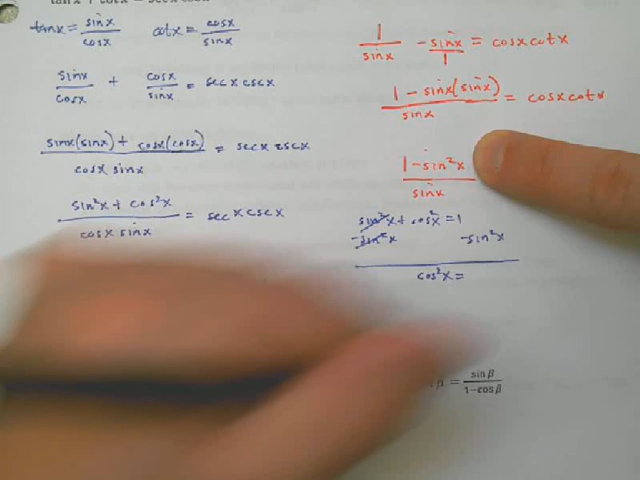 tanx = sinx/cosx cotx = cosx/sinx
sinx/cosx + cosx/sinx = secx cscx
sinx(sinx) + cosx(cosx)/cosx sinx = secx cscx
sin²x + cos²x/cosx sinx = secx cscx
1/sinx - sinx/1 = cosx cotx
1 - sinx(sinx)/sinx = cosx cotx
1 - sin²x/sinx
sin²x + cos²x = 1
-sin²x -sin²x
cos²x =
β = sin β/1−cos β